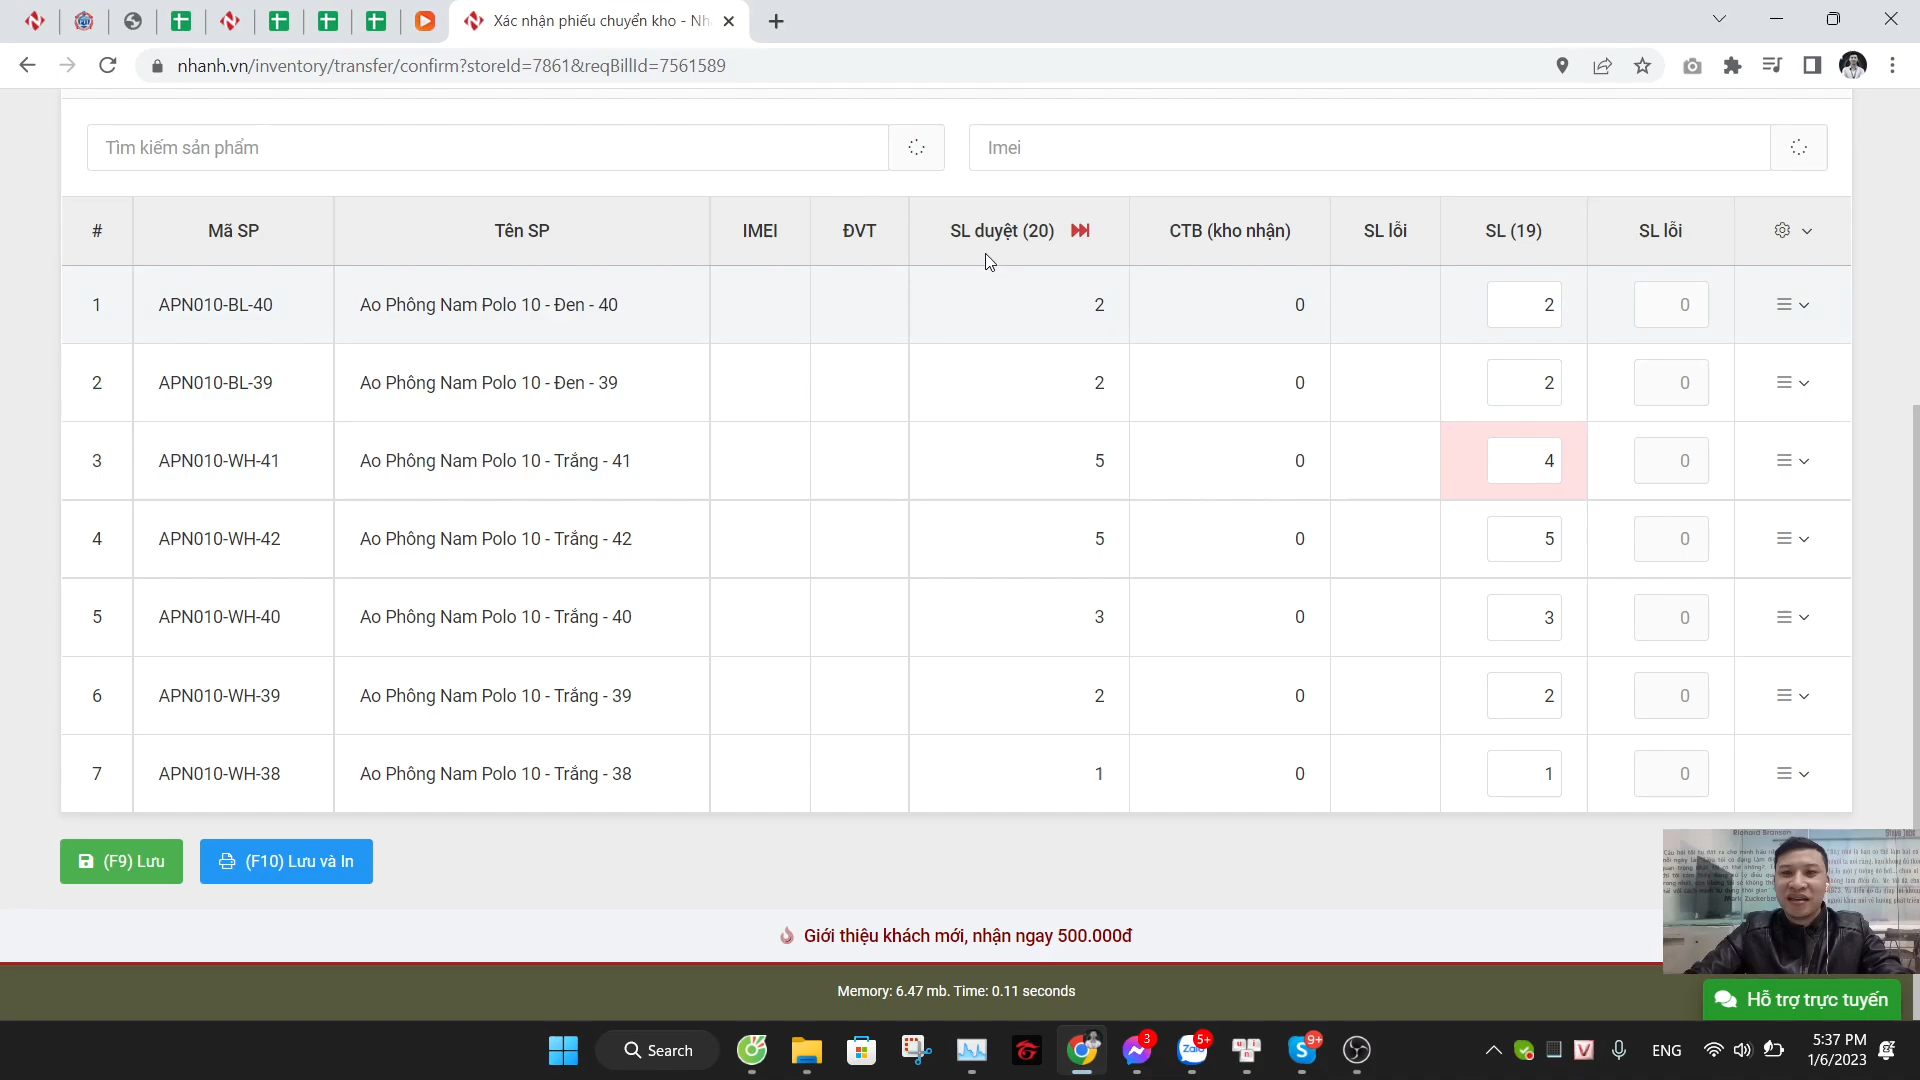 Xác nhận phiếu chuyển kho - Nh
nhanh.vn/inventory/transfer/confirm?storeId=7861&reqBillId=7561589
Tìm kiếm sản phẩm
Imei
# Mã SP Tên SP IMEI ĐVT SL duyệt (20) CTB (kho nhận) SL lỗi SL (19) SL lỗi
1 APN010-BL-40 Ao Phông Nam Polo 10 - Đen - 40 2 0 2 0
2 APN010-BL-39 Ao Phông Nam Polo 10 - Đen - 39 2 0 2 0
3 APN010-WH-41 Ao Phông Nam Polo 10 - Trắng - 41 5 0 4 0
4 APN010-WH-42 Ao Phông Nam Polo 10 - Trắng - 42 5 0 5 0
5 APN010-WH-40 Ao Phông Nam Polo 10 - Trắng - 40 3 0 3 0
6 APN010-WH-39 Ao Phông Nam Polo 10 - Trắng - 39 2 0 2 0
7 APN010-WH-38 Ao Phông Nam Polo 10 - Trắng - 38 1 0 1 0
(F9) Lưu (F10) Lưu và In
Richard Branson
Mark Zuckerber
Giới thiệu khách mới, nhận ngay 500.000đ
Memory: 6.47 mb. Time: 0.11 seconds
Hỗ trợ trực tuyến
Search
3
Zalo 5+
9+
ENG
5:37 PM
1/6/2023